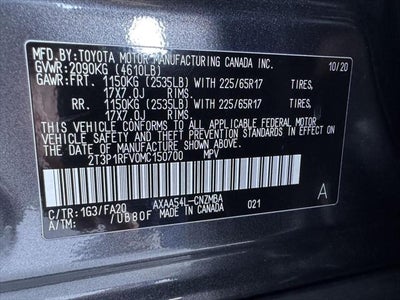 MFD.BY:TOYOTA MOTOR MANUFACTURING CANADA INC.
GVWR:2090KG (4610LB) 10/20
GAWR:FRT. 1150KG (2535LB) WITH 225/65R17 TIRES,
17X7.0J RIMS.
RR. 1150KG (2535LB) WITH 225/65R17 TIRES,
17X7.0J RIMS.
THIS VEHICLE CONFORMS TO ALL APPLICABLE FEDERAL MOTOR
VEHICLE SAFETY AND THEFT PREVENTION STANDARDS IN EFFECT
ON THE DATE OF MANUFACTURE SHOWN ABOVE.
2T3P1RFV0MC150700 MPV
C/TR:1G3/FA20 AXAA54L-CNZMBA A
A/TM: /UB80F MADE IN CANADA 021